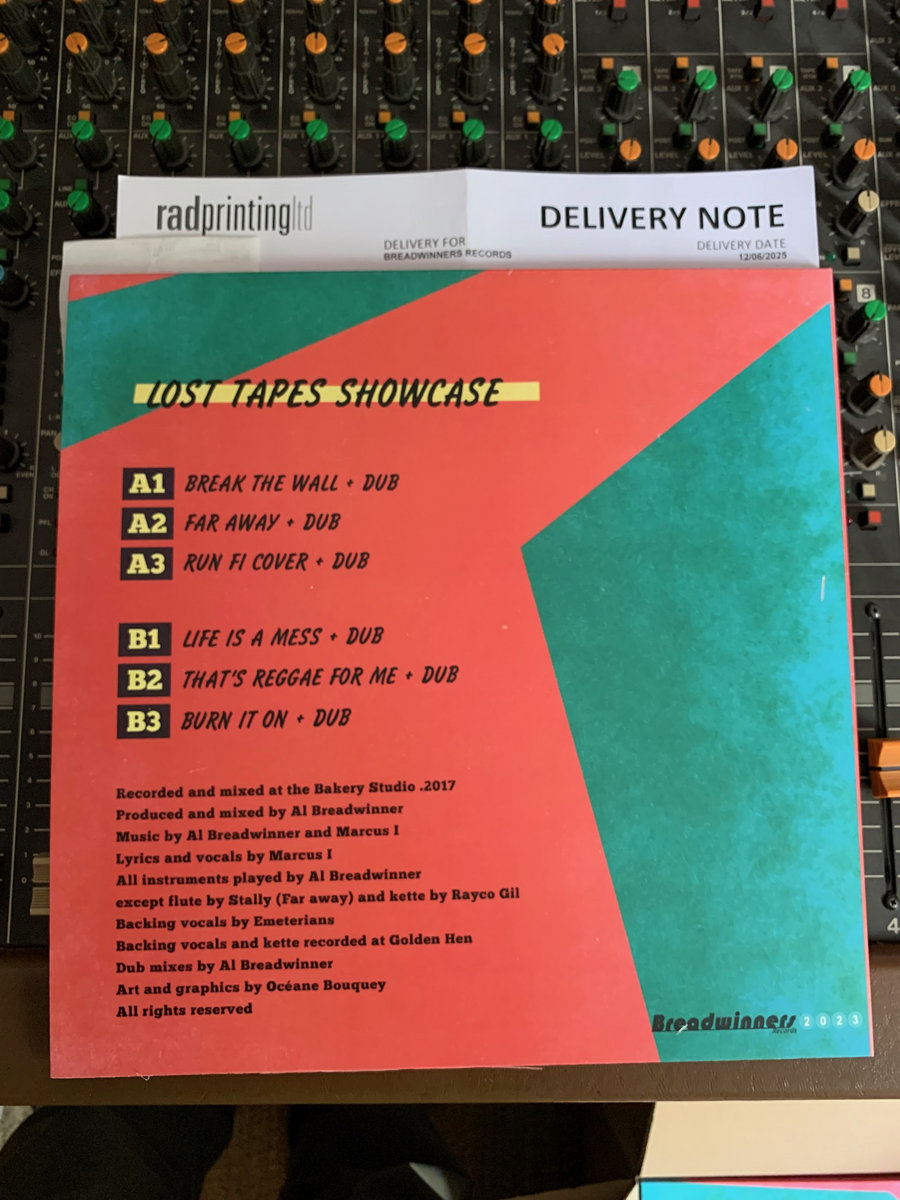 radprintingltd
DELIVERY NOTE
DELIVERY FOR
BREADWINNERS RECORDS
DELIVERY DATE
12/06/2025
8
LOST TAPES SHOWCASE
A1 BREAK THE WALL + DUB
A2 FAR AWAY + DUB
A3 RUN FI COVER + DUB
B1 LIFE IS A MESS + DUB
B2 THAT'S REGGAE FOR ME + DUB
B3 BURN IT ON + DUB
Recorded and mixed at the Bakery Studio .2017
Produced and mixed by Al Breadwinner
Music by Al Breadwinner and Marcus I
Lyrics and vocals by Marcus I
All instruments played by Al Breadwinner
except flute by Stally (Far away) and kette by Rayco Gil
Backing vocals by Emeterians
Backing vocals and kette recorded at Golden Hen
Dub mixes by Al Breadwinner
Art and graphics by Océane Bouquey
All rights reserved
Breadwinners 2023
Records